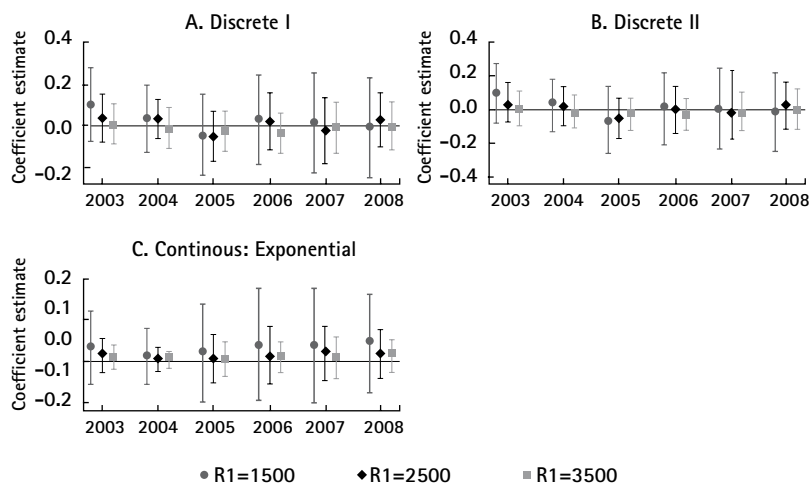 A. Discrete I
Coefficient estimate
0.4
0.2
0.0
−0.2
2003 2004 2005 2006 2007 2008
B. Discrete II
Coefficient estimate
0.4
0.2
0.0
−0.2
−0.4
2003 2004 2005 2006 2007 2008
C. Continous: Exponential
Coefficient estimate
0.2
0.1
0.0
−0.1
−0.2
2003 2004 2005 2006 2007 2008
R1=1500 R1=2500 R1=3500